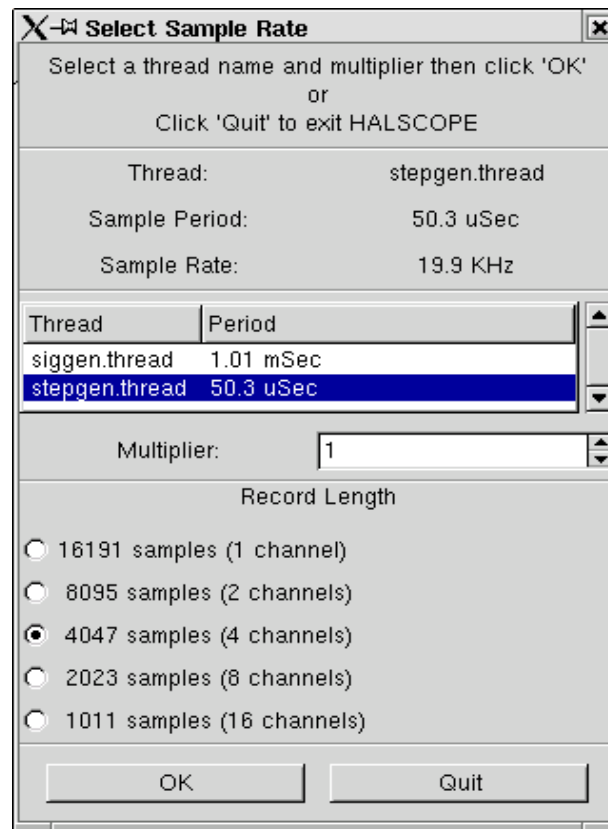 Select Sample Rate
Select a thread name and multiplier then click 'OK'
or
Click 'Quit' to exit HALSCOPE
Thread: stepgen.thread
Sample Period: 50.3 uSec
Sample Rate: 19.9 KHz
Thread Period
siggen.thread 1.01 mSec
stepgen.thread 50.3 uSec
Multiplier: 1
Record Length
16191 samples (1 channel)
8095 samples (2 channels)
4047 samples (4 channels)
2023 samples (8 channels)
1011 samples (16 channels)
OK Quit